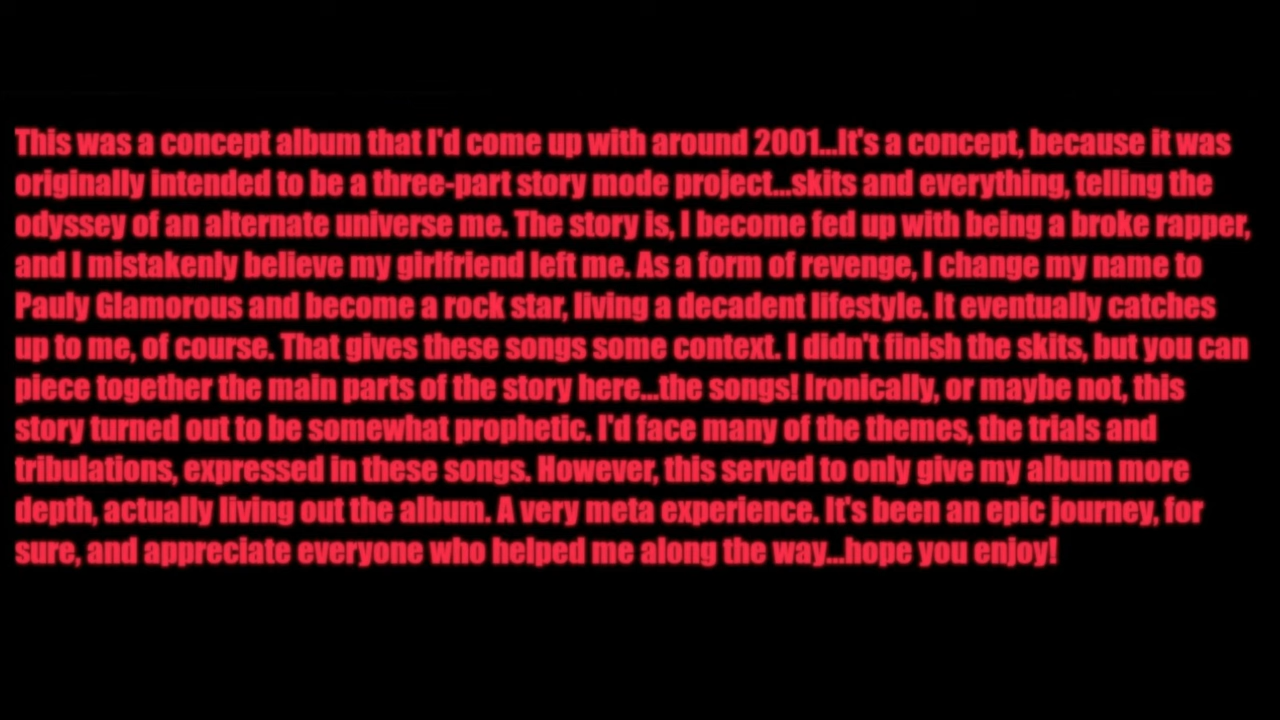 This was a concept album that I'd come up with around 2001...It's a concept, because it was
originally intended to be a three-part story mode project...skits and everything, telling the
odyssey of an alternate universe me. The story is, I become fed up with being a broke rapper,
and I mistakenly believe my girlfriend left me. As a form of revenge, I change my name to
Pauly Glamorous and become a rock star, living a decadent lifestyle. It eventually catches
up to me, of course. That gives these songs some context. I didn't finish the skits, but you can
piece together the main parts of the story here...the songs! Ironically, or maybe not, this
story turned out to be somewhat prophetic. I'd face many of the themes, the trials and
tribulations, expressed in these songs. However, this served to only give my album more
depth, actually living out the album. A very meta experience. It's been an epic journey, for
sure, and appreciate everyone who helped me along the way...hope you enjoy!